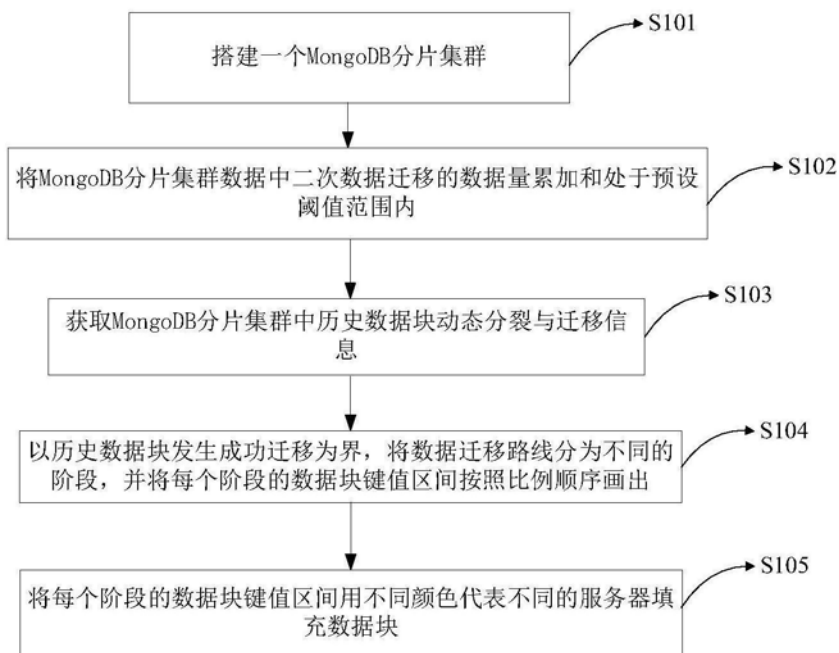 搭建一个MongoDB分片集群
S101
将MongoDB分片集群数据中二次数据迁移的数据量累加和处于预设
阈值范围内
S102
获取MongoDB分片集群中历史数据块动态分裂与迁移信
息
S103
以历史数据块发生成功迁移为界，将数据迁移路线分为不同的
阶段，并将每个阶段的数据块键值区间按照比例顺序画出
S104
将每个阶段的数据块键值区间用不同颜色代表不同的服务器填
充数据块
S105